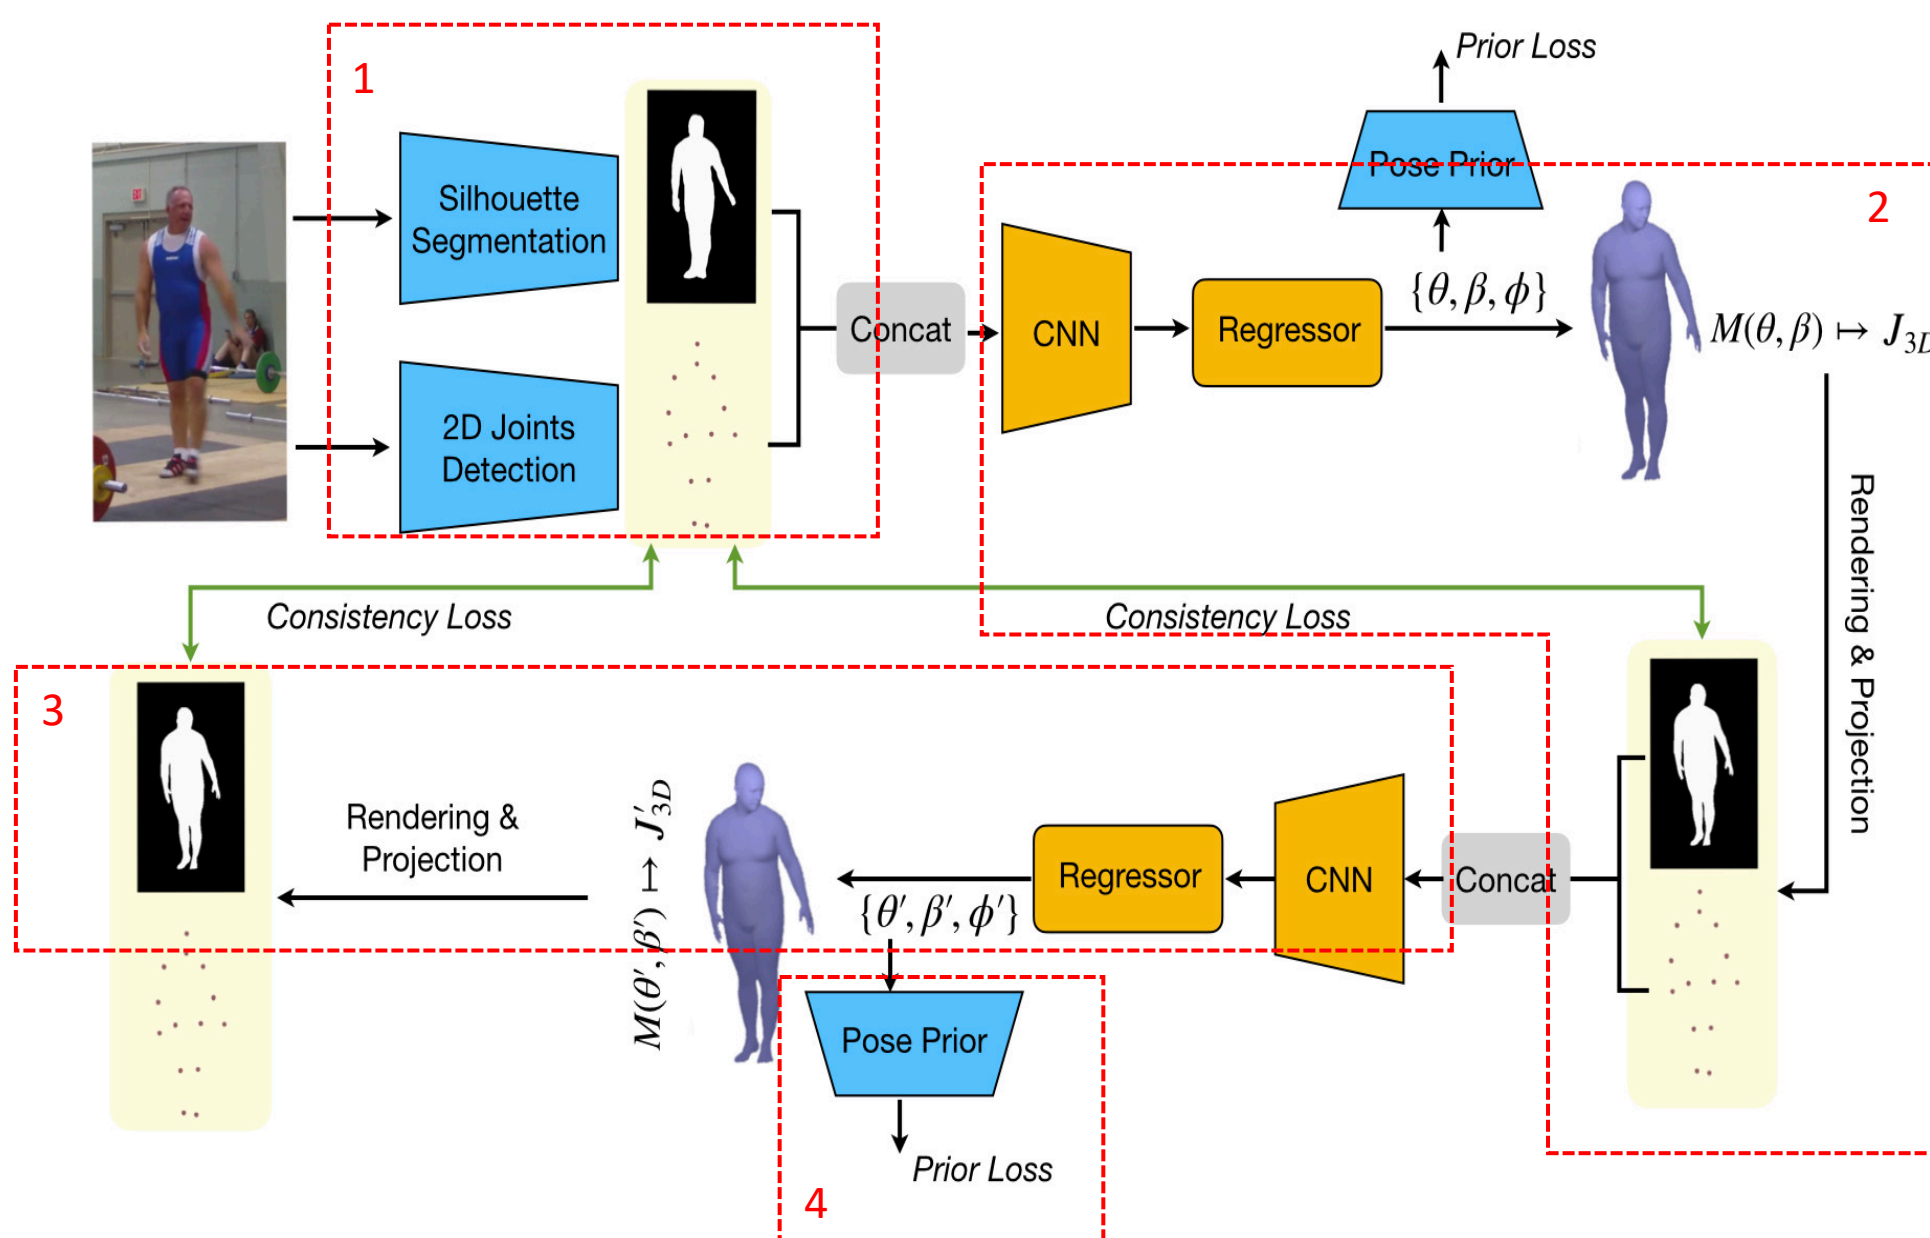 1
Prior Loss
Pose Prior
2
Silhouette
Segmentation
{θ, β, ϕ}
Concat
CNN
Regressor
M(θ, β) ↦ J3D
2D Joints
Detection
Rendering & Projection
Consistency Loss
Consistency Loss
3
Rendering &
Projection
M(θ′, β′) ↦ J′3D
{θ′, β′, ϕ′}
Regressor
CNN
Concat
Pose Prior
Prior Loss
4